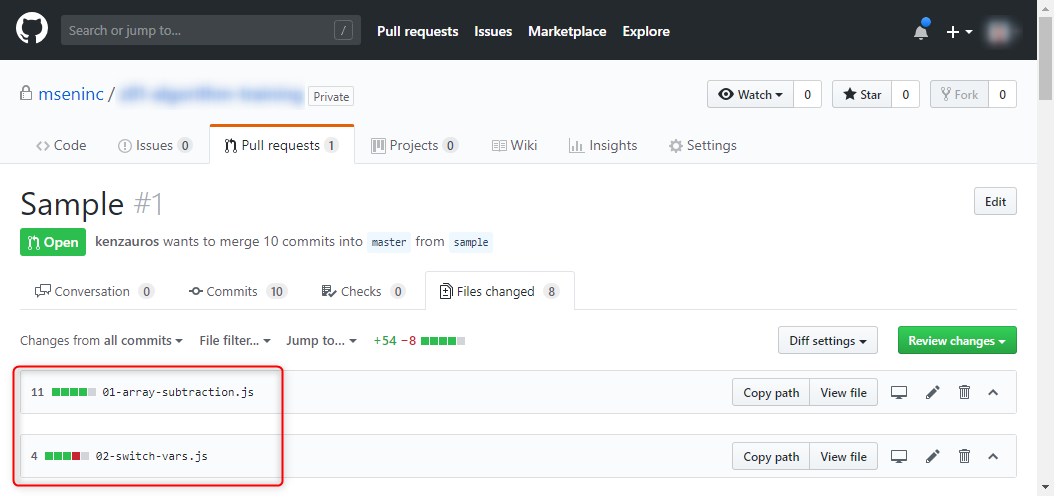 Search or jump to... / Pull requests Issues Marketplace Explore
mseninc / Private Watch 0 Star 0 Fork 0
Code Issues 0 Pull requests 1 Projects 0 Wiki Insights Settings
Sample #1 Edit
Open kenzauros wants to merge 10 commits into master from sample
Conversation 0 Commits 10 Checks 0 Files changed 8
Changes from all commits File filter... Jump to... +54 −8 Diff settings Review changes
11 01-array-subtraction.js Copy path View file
4 02-switch-vars.js Copy path View file